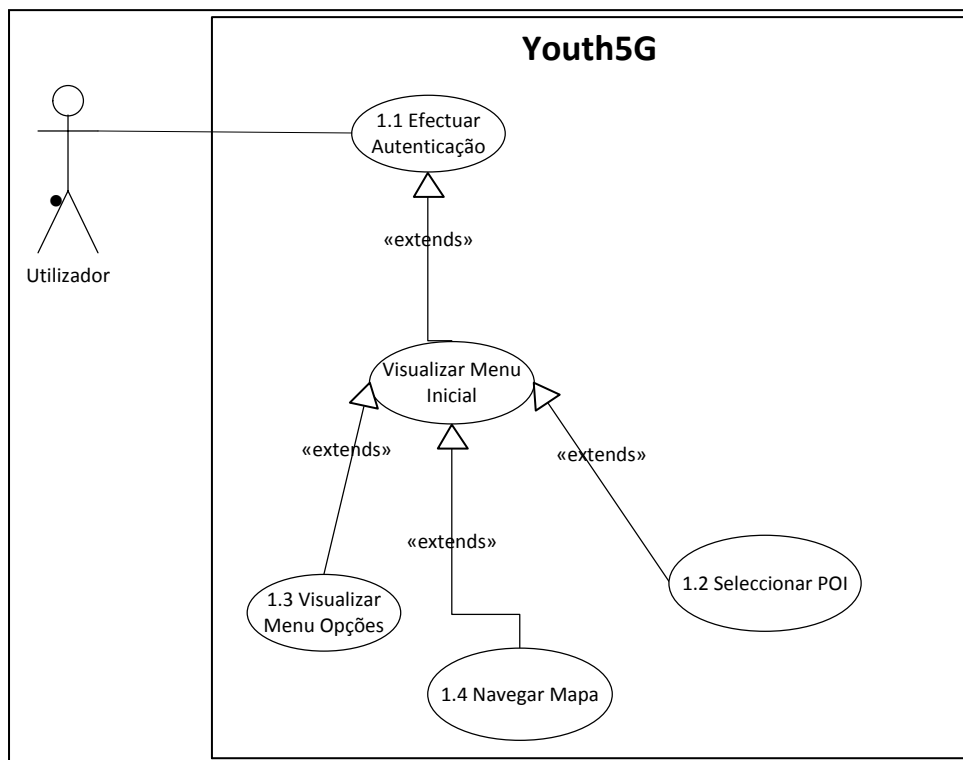 Youth5G
1.1 Efectuar
Autenticação
Utilizador
«extends»
Visualizar Menu
Inicial
«extends»
«extends»
«extends»
1.2 Seleccionar POI
1.3 Visualizar
Menu Opções
1.4 Navegar Mapa